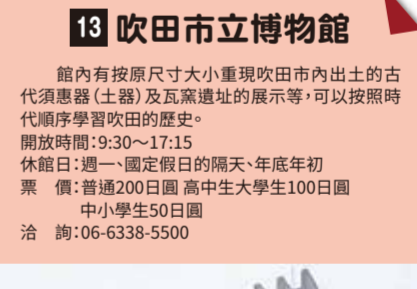 13 吹田市立博物館
館內有按原尺寸大小重現吹田市內出土的古
代須惠器(土器)及瓦窯遺址的展示等,可以按照時
代順序學習吹田的歷史。
開放時間:9:30～17:15
休館日:週一、國定假日的隔天、年底年初
票　價:普通200日圓 高中生大學生100日圓
中小學生50日圓
洽　詢:06-6338-5500